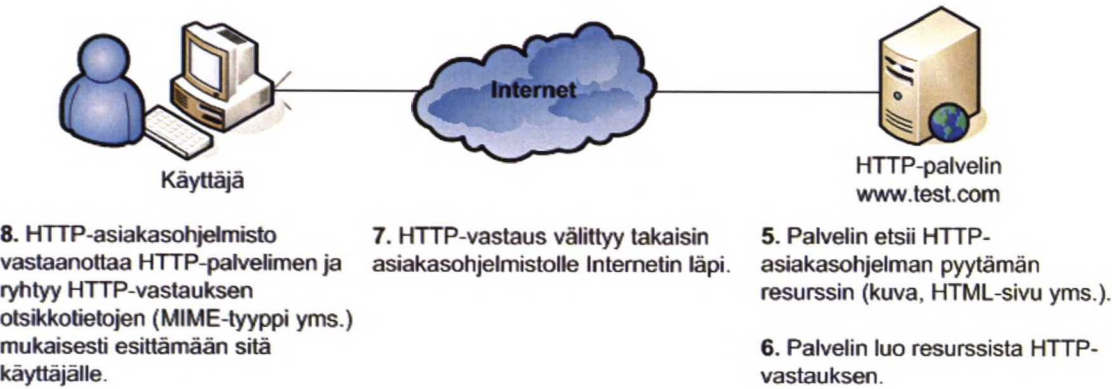 Internet
Käyttäjä
HTTP-palvelin
www.test.com
8. HTTP-asiakasohjelmisto
vastaanottaa HTTP-palvelimen ja
ryhtyy HTTP-vastauksen
otsikkotietojen (MIME-tyyppi yms.)
mukaisesti esittämään sitä
käyttäjälle.
7. HTTP-vastaus välittyy takaisin
asiakasohjelmistolle Internetin läpi.
5. Palvelin etsii HTTP-
asiakasohjelman pyytämän
resurssin (kuva, HTML-sivu yms.).
6. Palvelin luo resurssista HTTP-
vastauksen.